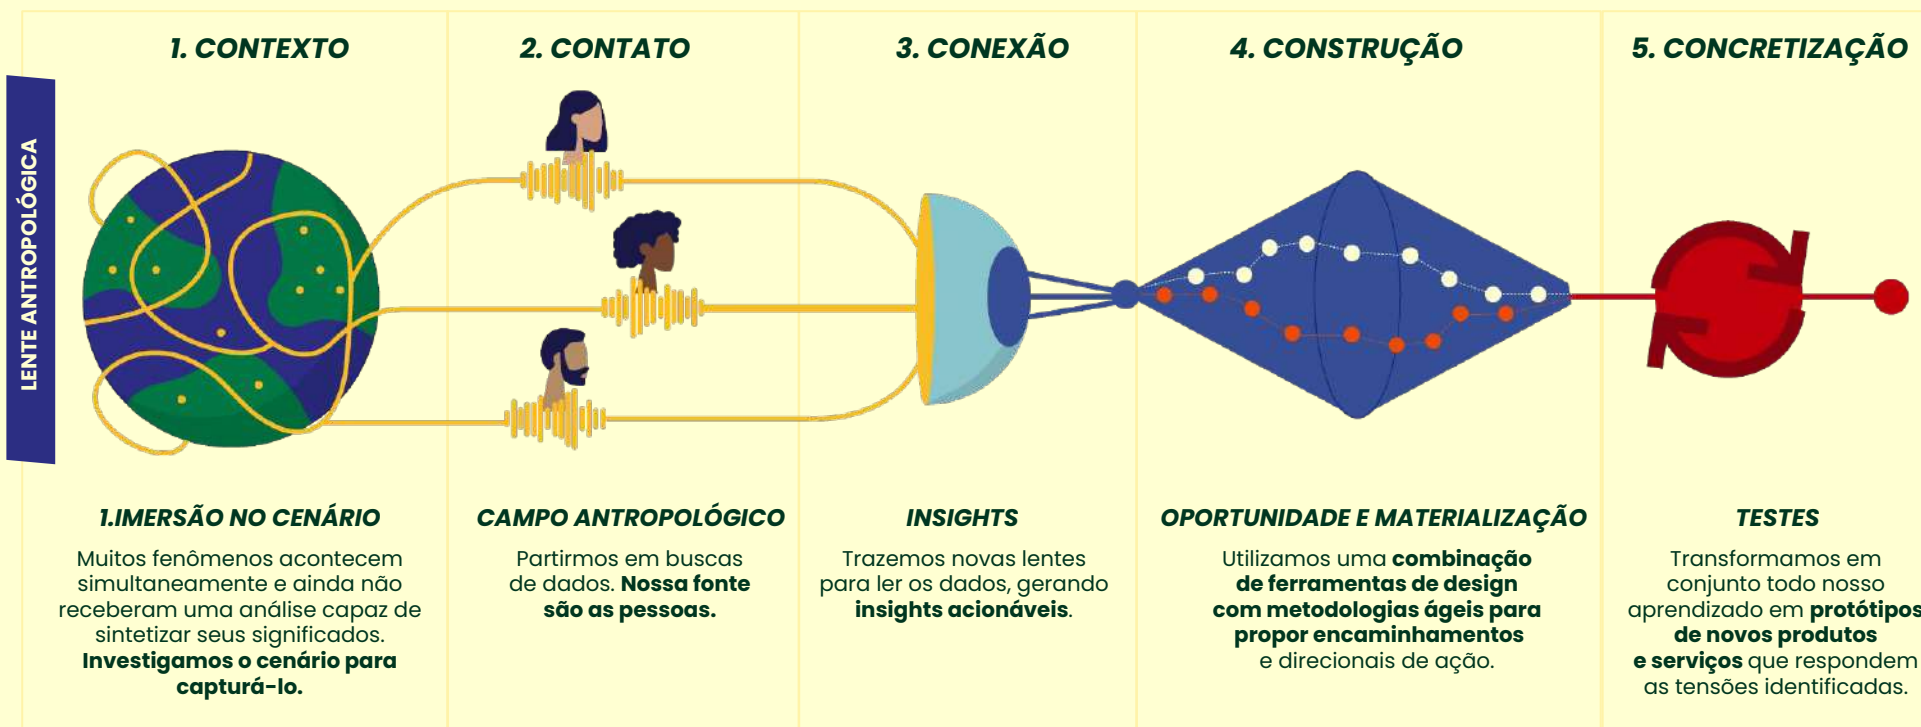 1. CONTEXTO
2. CONTATO
3. CONEXÃO
4. CONSTRUÇÃO
5. CONCRETIZAÇÃO
LENTE ANTROPOLÓGICA
1.IMERSÃO NO CENÁRIO
Muitos fenômenos acontecem
simultaneamente e ainda não
receberam uma análise capaz de
sintetizar seus significados.
Investigamos o cenário para
capturá-lo.
CAMPO ANTROPOLÓGICO
Partirmos em buscas
de dados. Nossa fonte
são as pessoas.
INSIGHTS
Trazemos novas lentes
para ler os dados, gerando
insights acionáveis.
OPORTUNIDADE E MATERIALIZAÇÃO
Utilizamos uma combinação
de ferramentas de design
com metodologias ágeis para
propor encaminhamentos
e direcionais de ação.
TESTES
Transformamos em
conjunto todo nosso
aprendizado em protótipos
de novos produtos
e serviços que respondem
as tensões identificadas.